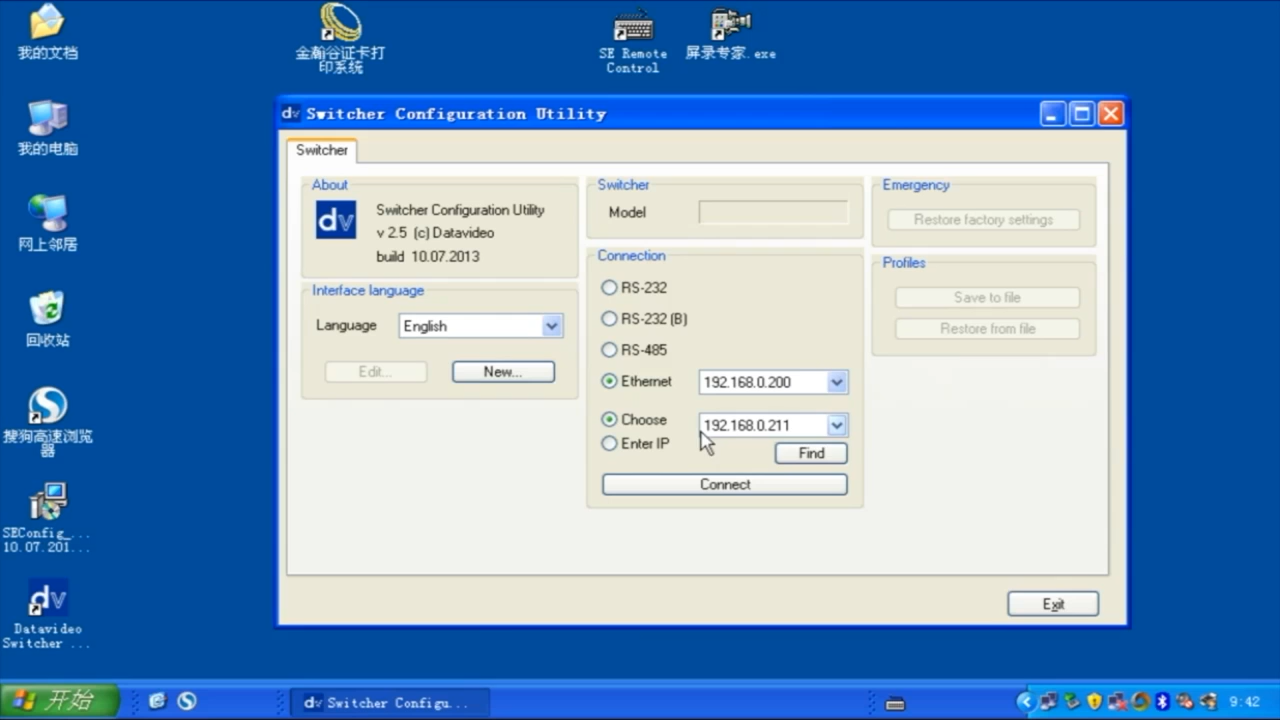 我的文档
金瀚谷证卡打
印系统
SE Remote
Control
屏录专家.exe
我的电脑
网上邻居
回收站
搜狗高速浏览
器
SEConfig_...
10.07.201...
dv
Datavideo
Switcher ...
dv Switcher Configuration Utility
Switcher
About
dv
Switcher Configuration Utility
v 2.5 (c) Datavideo
build 10.07.2013
Interface language
Language
English
Edit...
New...
Switcher
Model
Connection
RS-232
RS-232 (B)
RS-485
Ethernet
192.168.0.200
Choose
192.168.0.211
Enter IP
Find
Connect
Emergency
Restore factory settings
Profiles
Save to file
Restore from file
Exit
开始
dv Switcher Configu...
9:42